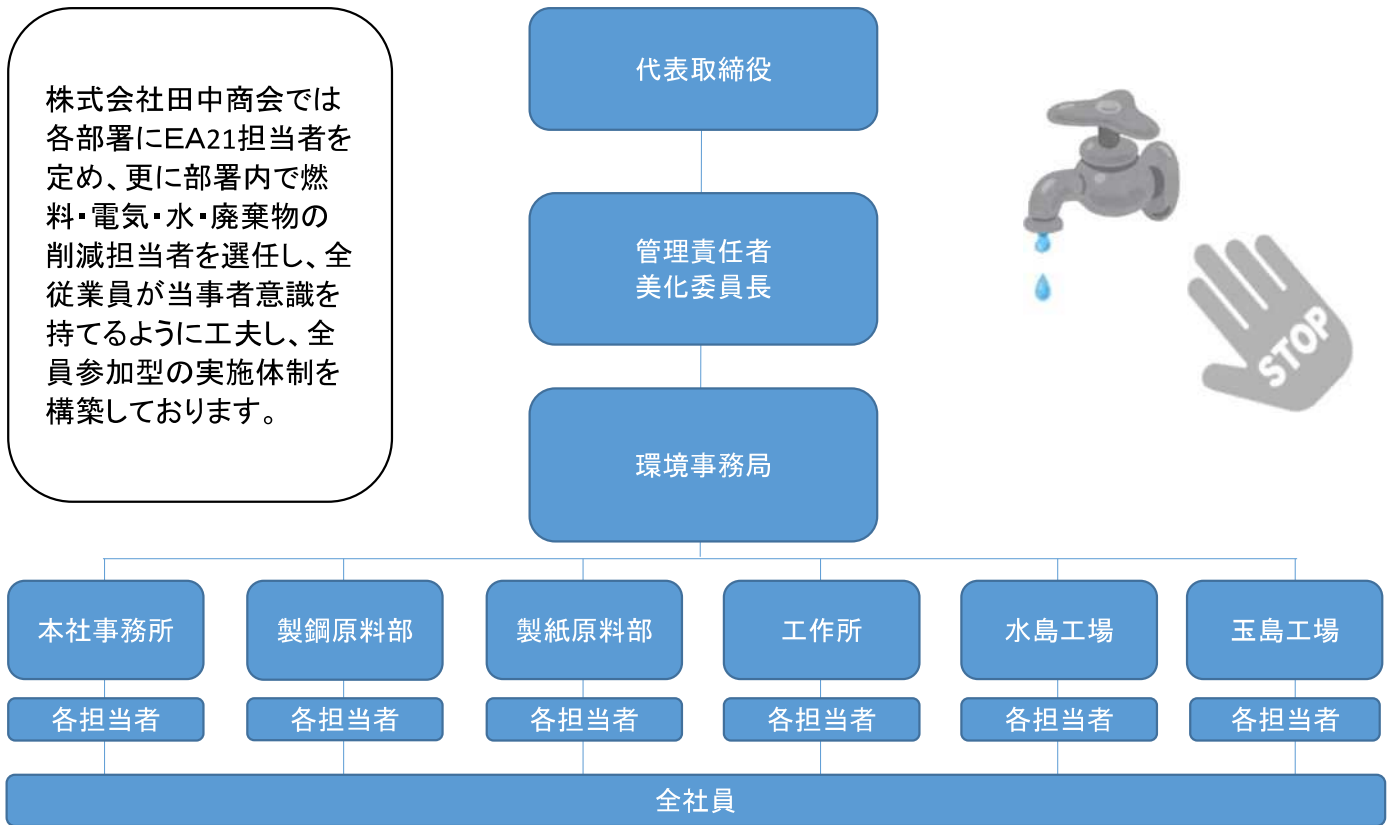 株式会社田中商会では
各部署にEA21担当者を
定め、更に部署内で燃
料・電気・水・廃棄物の
削減担当者を選任し、全
従業員が当事者意識を
持てるように工夫し、全
員参加型の実施体制を
構築しております。
代表取締役
管理責任者
美化委員長
環境事務局
STOP
本社事務所
製鋼原料部
製紙原料部
工作所
水島工場
玉島工場
各担当者
各担当者
各担当者
各担当者
各担当者
各担当者
全社員